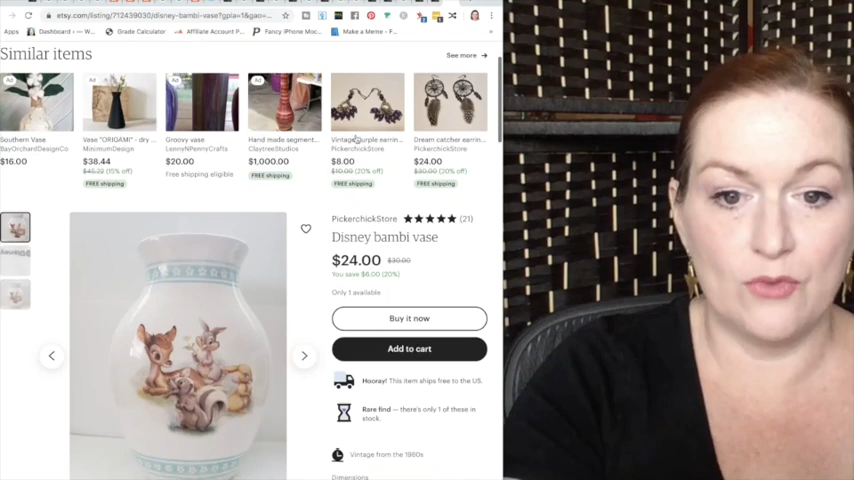 etsy.com/listing/712439030/disney-bambi-vase?gpla=1&gao=...
Apps Dashboard ‹ W... Grade Calculator Affiliate Account P... Fancy iPhone Moc... Make a Meme - F...
Similar items
See more →
Ad Ad Ad
Southern Vase Vase "ORIGAMI" - dry ... Groovy vase Hand made segment... Vintage purple earrin... Dream catcher earrin...
BayOrchardDesignCo MinimumDesign LennyNPennyCrafts ClaytreeStudios PickerchickStore PickerchickStore
$16.00 $38.44 $20.00 $1,000.00 $8.00 $24.00
$45.22 (15% off) Free shipping eligible FREE shipping $10.00 (20% off) $30.00 (20% off)
FREE shipping FREE shipping FREE shipping
PickerchickStore ★★★★★ (21)
Disney bambi vase
$24.00 $30.00
You save $6.00 (20%)
Only 1 available
Buy it now
Add to cart
Hooray! This item ships free to the US.
Rare find — there's only 1 of these in
stock.
Vintage from the 1980s
Dimensions